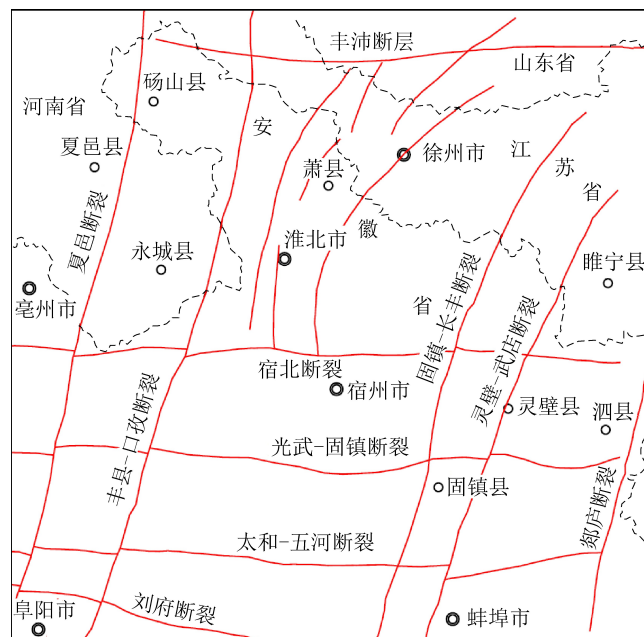 丰沛断层
山东省
砀山县
河南省
安
夏邑县
徐州市
江
苏
省
萧县
夏邑断裂
永城县
淮北市
徽
省
睢宁县
亳州市
固镇-长丰断裂
灵璧-武店断裂
宿北断裂
宿州市
丰县-口孜断裂
灵璧县
泗县
光武-固镇断裂
固镇县
郯庐断裂
太和-五河断裂
刘府断裂
阜阳市
蚌埠市